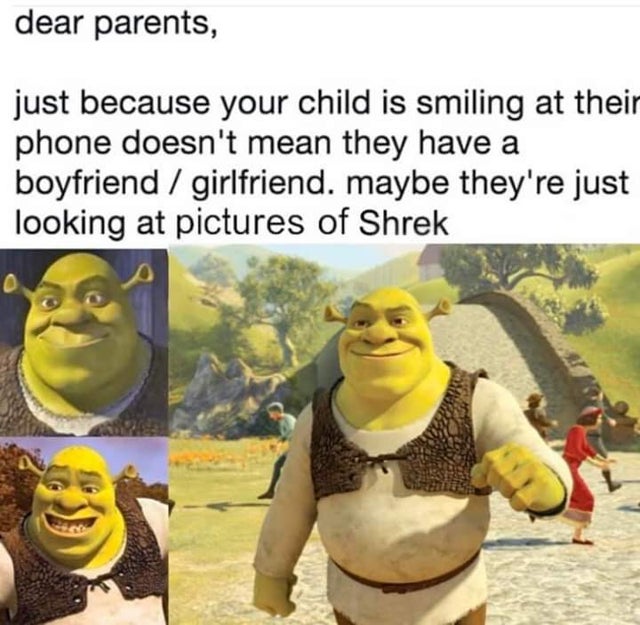 dear parents,
just because your child is smiling at their
phone doesn't mean they have a
boyfriend / girlfriend. maybe they're just
looking at pictures of Shrek